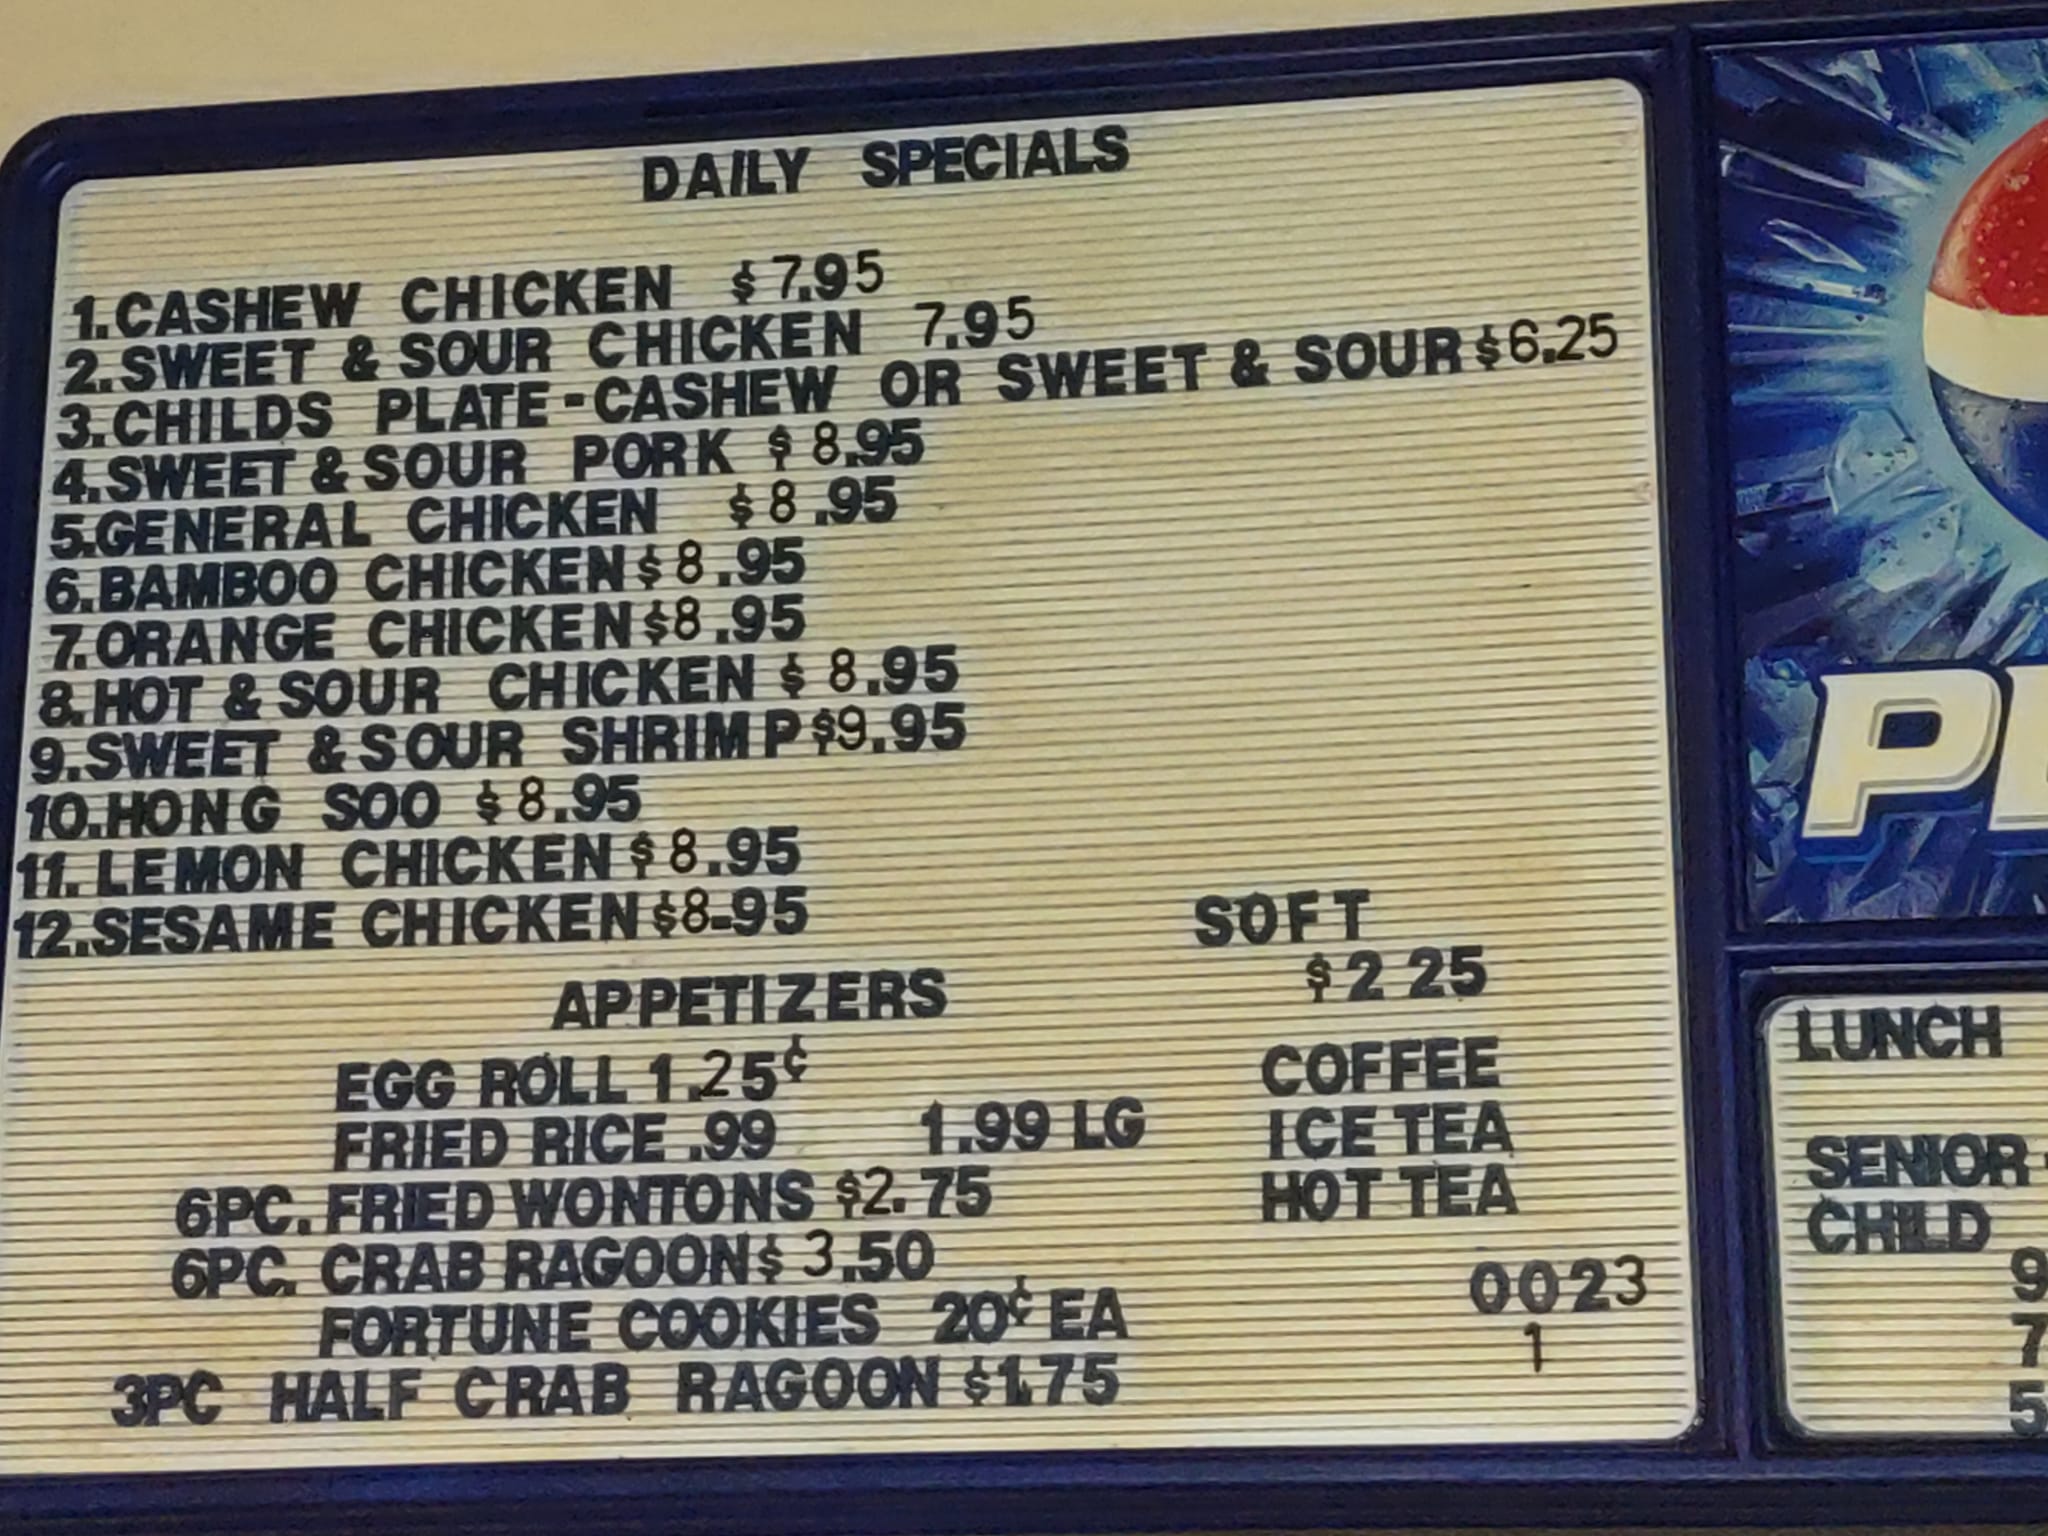 DAILY SPECIALS
1.CASHEW CHICKEN $7.95
2.SWEET & SOUR CHICKEN 7.95
3.CHILDS PLATE-CASHEW OR SWEET & SOUR $6.25
4.SWEET & SOUR PORK $8.95
5.GENERAL CHICKEN $8.95
6.BAMBOO CHICKEN $8.95
7.ORANGE CHICKEN $8.95
8.HOT & SOUR CHICKEN $8.95
9.SWEET & SOUR SHRIMP $9.95
10.HONG SOO $8.95
11.LEMON CHICKEN $8.95
12.SESAME CHICKEN $8-95
APPETIZERS
EGG ROLL 1.25¢
FRIED RICE .99 1.99 LG
6PC. FRIED WONTONS $2.75
6PC. CRAB RAGOON $3.50
FORTUNE COOKIES 20¢ EA
3PC HALF CRAB RAGOON $1.75
SOFT
$2 25
COFFEE
ICE TEA
HOT TEA
0023
1
LUNCH
SENIOR
CHILD
9
7
5